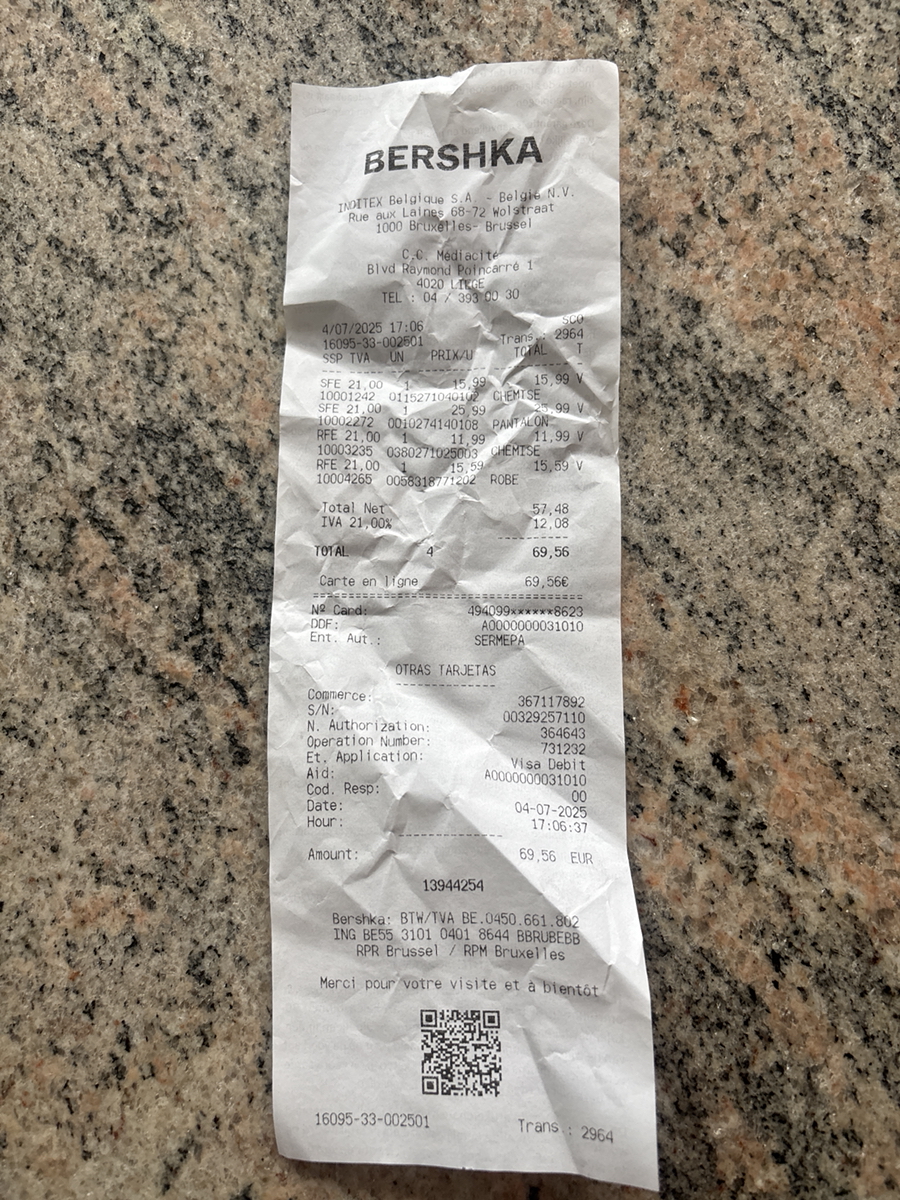 BERSHKA
INDITEX Belgique S.A. - Belgie N.V.
Rue aux Laines 68-72 Wolstraat
1000 Bruxelles- Brussel
C.C. Médiacité
Blvd Raymond Poincarré 1
4020 LIEGE
TEL : 04 / 393 00 30
SCO
4/07/2025 17:06 Trans.: 2964
16095-33-002501
SSP TVA UN PRIX/U TOTAL T
SFE 21,00 1 15,99 15,99 V
10001242 0115271040102 CHEMISE
SFE 21,00 1 25,99 25,99 V
10002272 0010274140108 PANTALON
RFE 21,00 1 11,99 11,99 V
10003235 0380271025003 CHEMISE
RFE 21,00 1 15,59 15,59 V
10004265 0058318771202 ROBE
Total Net 57,48
IVA 21,00% 12,08
TOTAL 4 69,56
Carte en ligne 69,56€
Nº Card: 494099******8623
DDF: A0000000031010
Ent. Aut.: SERMEPA
OTRAS TARJETAS
Commerce: 367117892
S/N: 00329257110
N. Authorization: 364643
Operation Number: 731232
Et. Application: Visa Debit
Aid: A0000000031010
Cod. Resp: 00
Date: 04-07-2025
Hour: 17:06:37
Amount: 69,56 EUR
13944254
Bershka: BTW/TVA BE.0450.661.802
ING BE55 3101 0401 8644 BBRUBEBB
RPR Brussel / RPM Bruxelles
Merci pour votre visite et à bientôt
16095-33-002501 Trans.: 2964